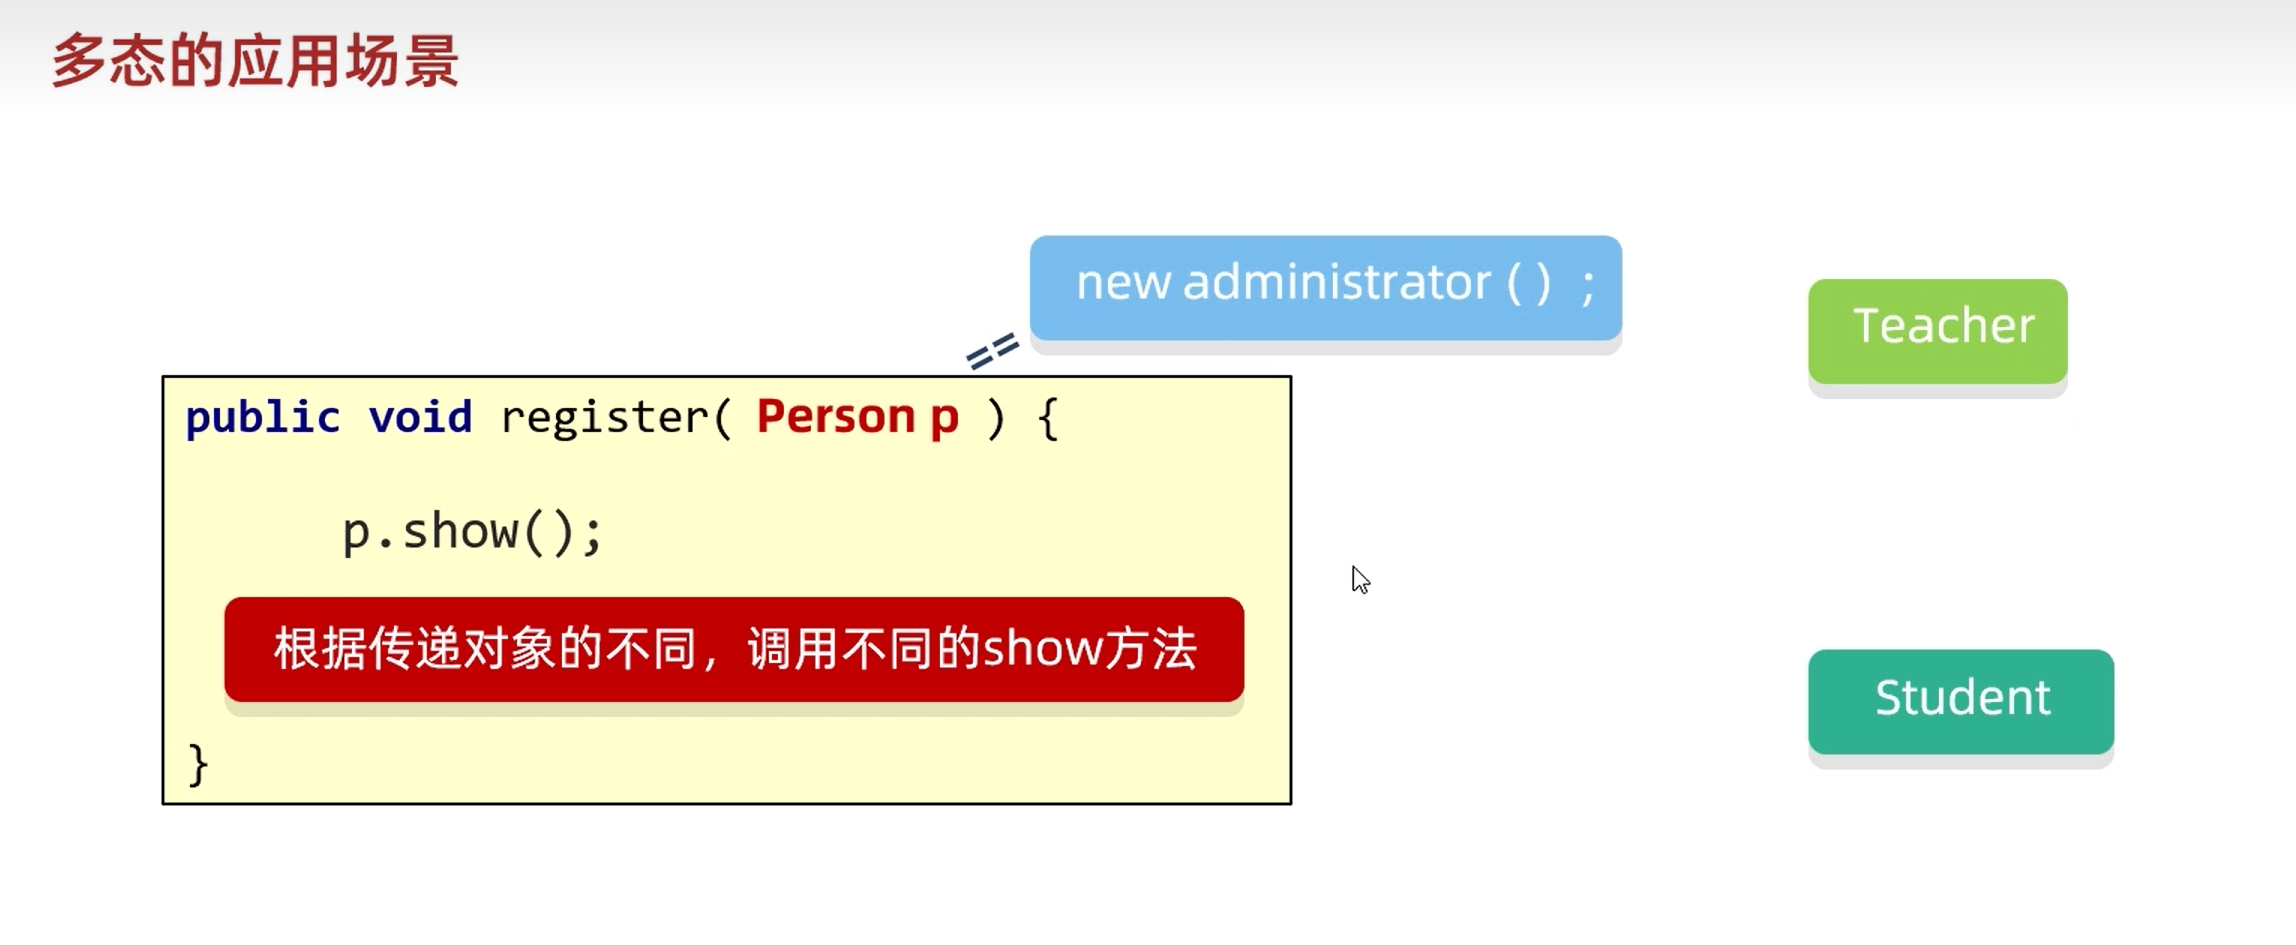 多态的应用场景
new administrator ( ) ;
==
Teacher
public void register( Person p ) {
p.show();
根据传递对象的不同，调用不同的show方法
Student
}